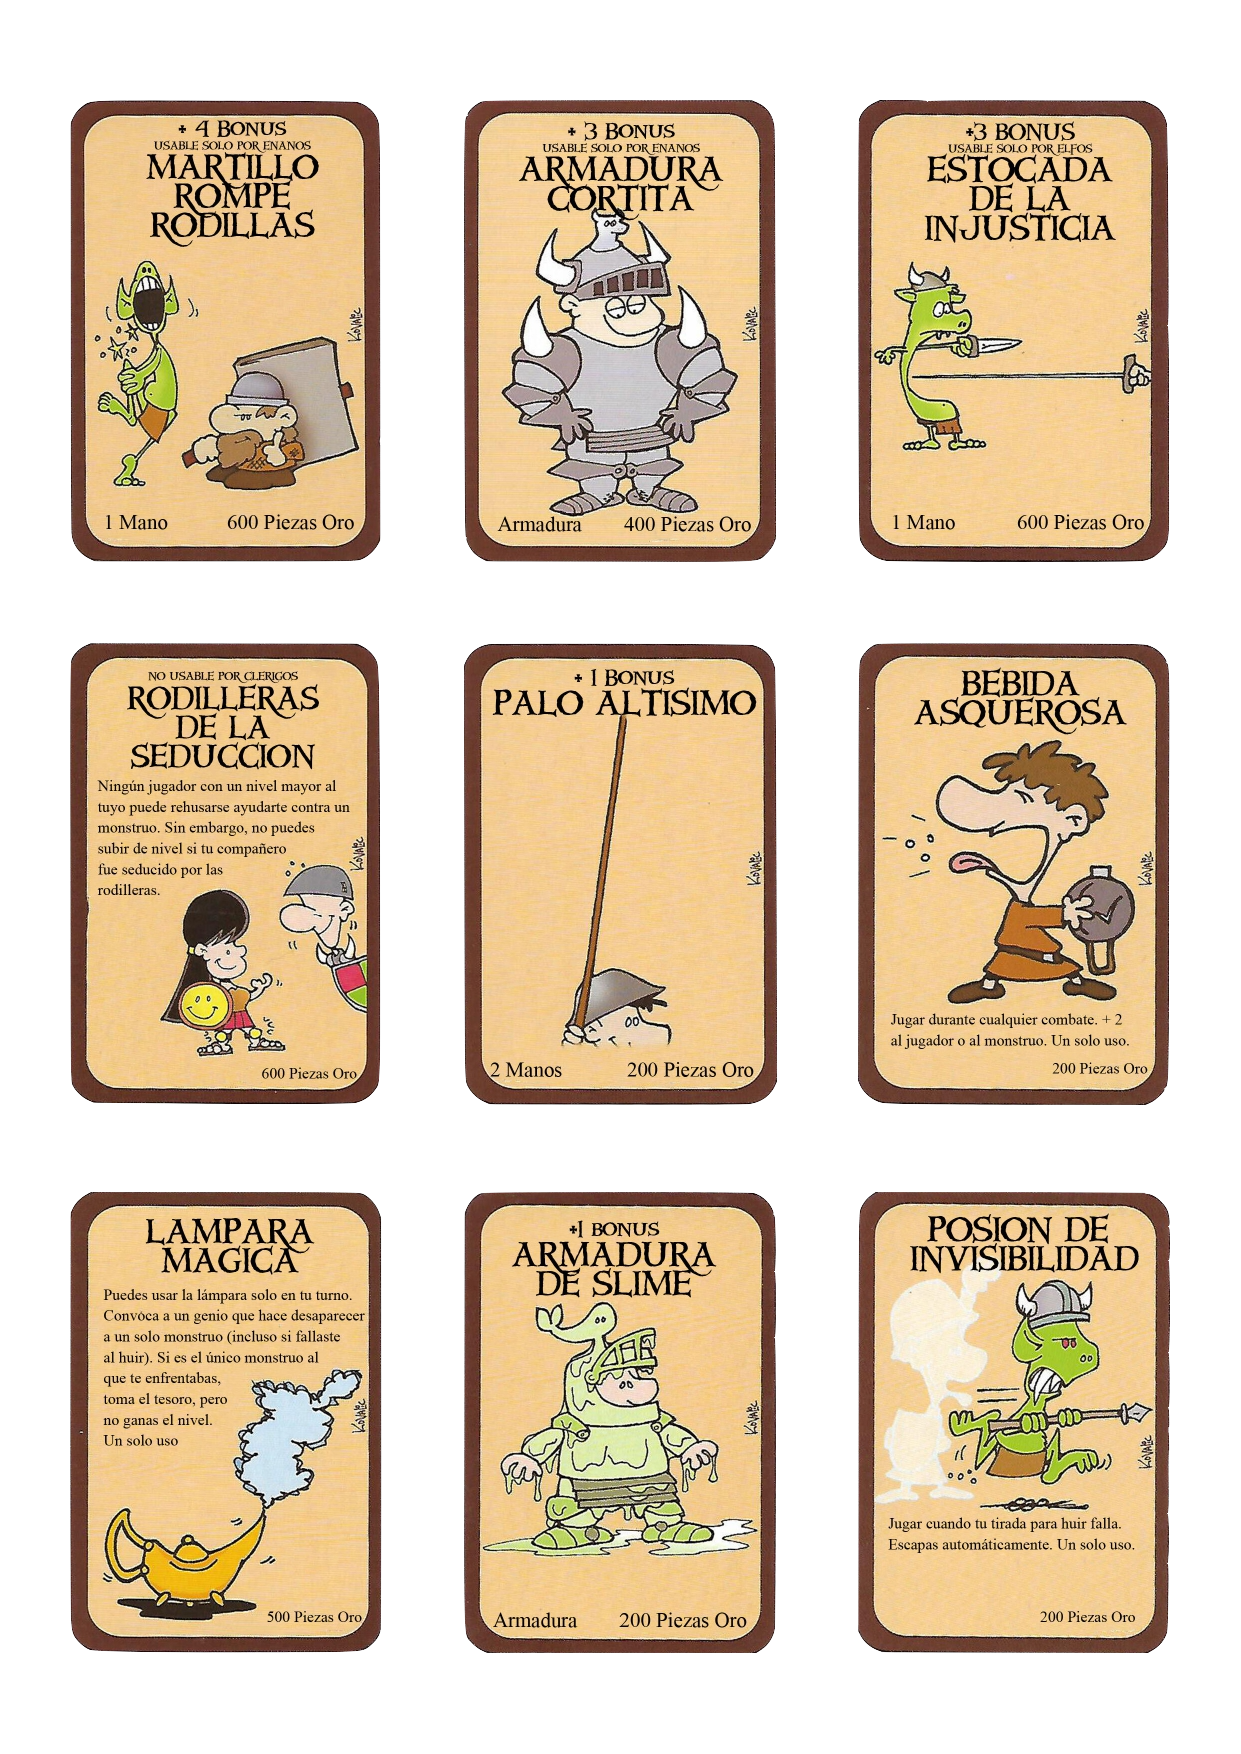 + 4 BONUS
USABLE SOLO POR ENANOS
MARTILLO
ROMPE
RODILLAS
KOVALIC
1 Mano 600 Piezas Oro
+ 3 BONUS
USABLE SOLO POR ENANOS
ARMADURA
CORTITA
KOVALIC
Armadura 400 Piezas Oro
+3 BONUS
USABLE SOLO POR ELFOS
ESTOCADA
DE LA
INJUSTICIA
KOVALIC
1 Mano 600 Piezas Oro
NO USABLE POR CLERIGOS
RODILLERAS
DE LA
SEDUCCION
Ningún jugador con un nivel mayor al
tuyo puede rehusarse ayudarte contra un
monstruo. Sin embargo, no puedes
subir de nivel si tu compañero
fue seducido por las
rodilleras.
KOVALIC
600 Piezas Oro
+ 1 BONUS
PALO ALTISIMO
KOVALIC
2 Manos 200 Piezas Oro
BEBIDA
ASQUEROSA
KOVALIC
Jugar durante cualquier combate. + 2
al jugador o al monstruo. Un solo uso.
200 Piezas Oro
LAMPARA
MAGICA
Puedes usar la lámpara solo en tu turno.
Convoca a un genio que hace desaparecer
a un solo monstruo (incluso si fallaste
al huir). Si es el único monstruo al
que te enfrentabas,
toma el tesoro, pero
no ganas el nivel.
Un solo uso
KOVALIC
500 Piezas Oro
+1 BONUS
ARMADURA
DE SLIME
KOVALIC
Armadura 200 Piezas Oro
POSION DE
INVISIBILIDAD
KOVALIC
Jugar cuando tu tirada para huir falla.
Escapas automáticamente. Un solo uso.
200 Piezas Oro